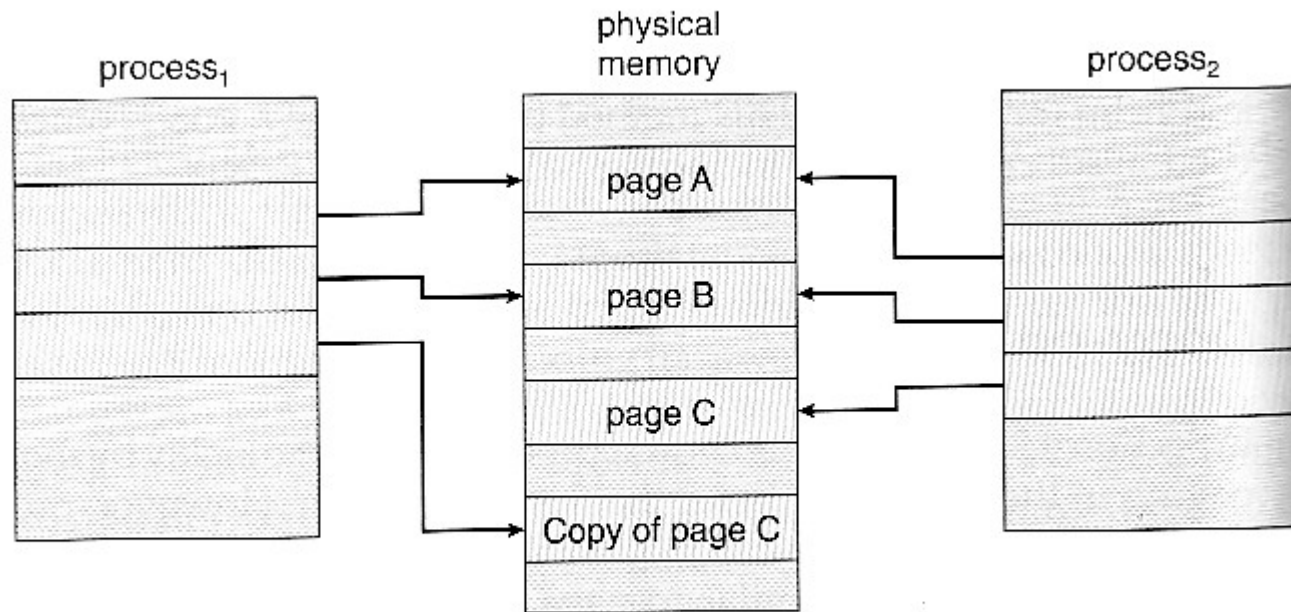 process₁
physical
memory
process₂
page A
page B
page C
Copy of page C